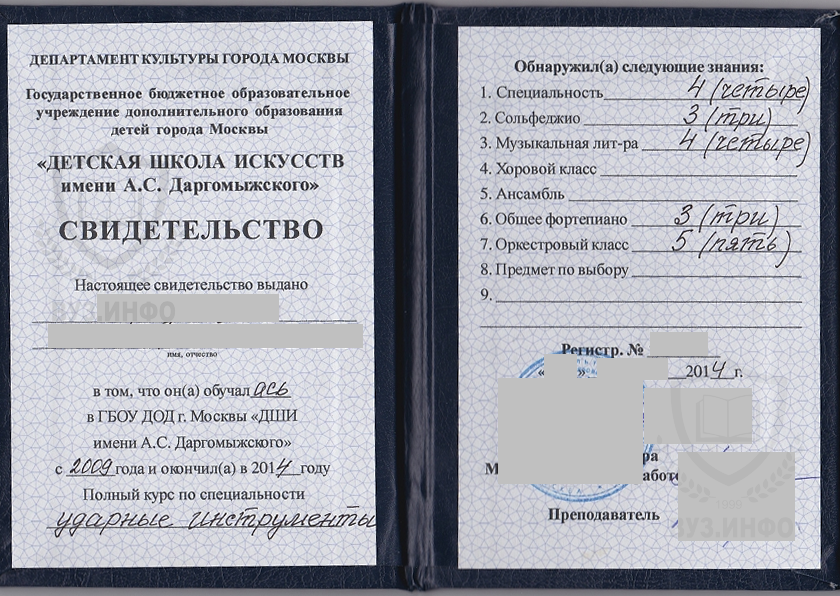 ДЕПАРТАМЕНТ КУЛЬТУРЫ ГОРОДА МОСКВЫ
Государственное бюджетное образовательное
учреждение дополнительного образования
детей города Москвы
«ДЕТСКАЯ ШКОЛА ИСКУССТВ
имени А.С. Даргомыжского»
СВИДЕТЕЛЬСТВО
Настоящее свидетельство выдано
ВУЗ.ИНФО
имя, отчество
в том, что он(а) обучалась
в ГБОУ ДОД г. Москвы «ДШИ
имени А.С. Даргомыжского»
с 2009 года и окончил(а) в 2014 году
Полный курс по специальности
ударные инструменты
Обнаружил(а) следующие знания:
1. Специальность 4 (четыре)
2. Сольфеджио 3 (три)
3. Музыкальная лит-ра 4 (четыре)
4. Хоровой класс
5. Ансамбль
6. Общее фортепиано 3 (три)
7. Оркестровый класс 5 (пять)
8. Предмет по выбору
9.
Регистр. №
« » 2014 г.
ра
М работ
Преподаватель
1999
ВУЗ.ИНФО